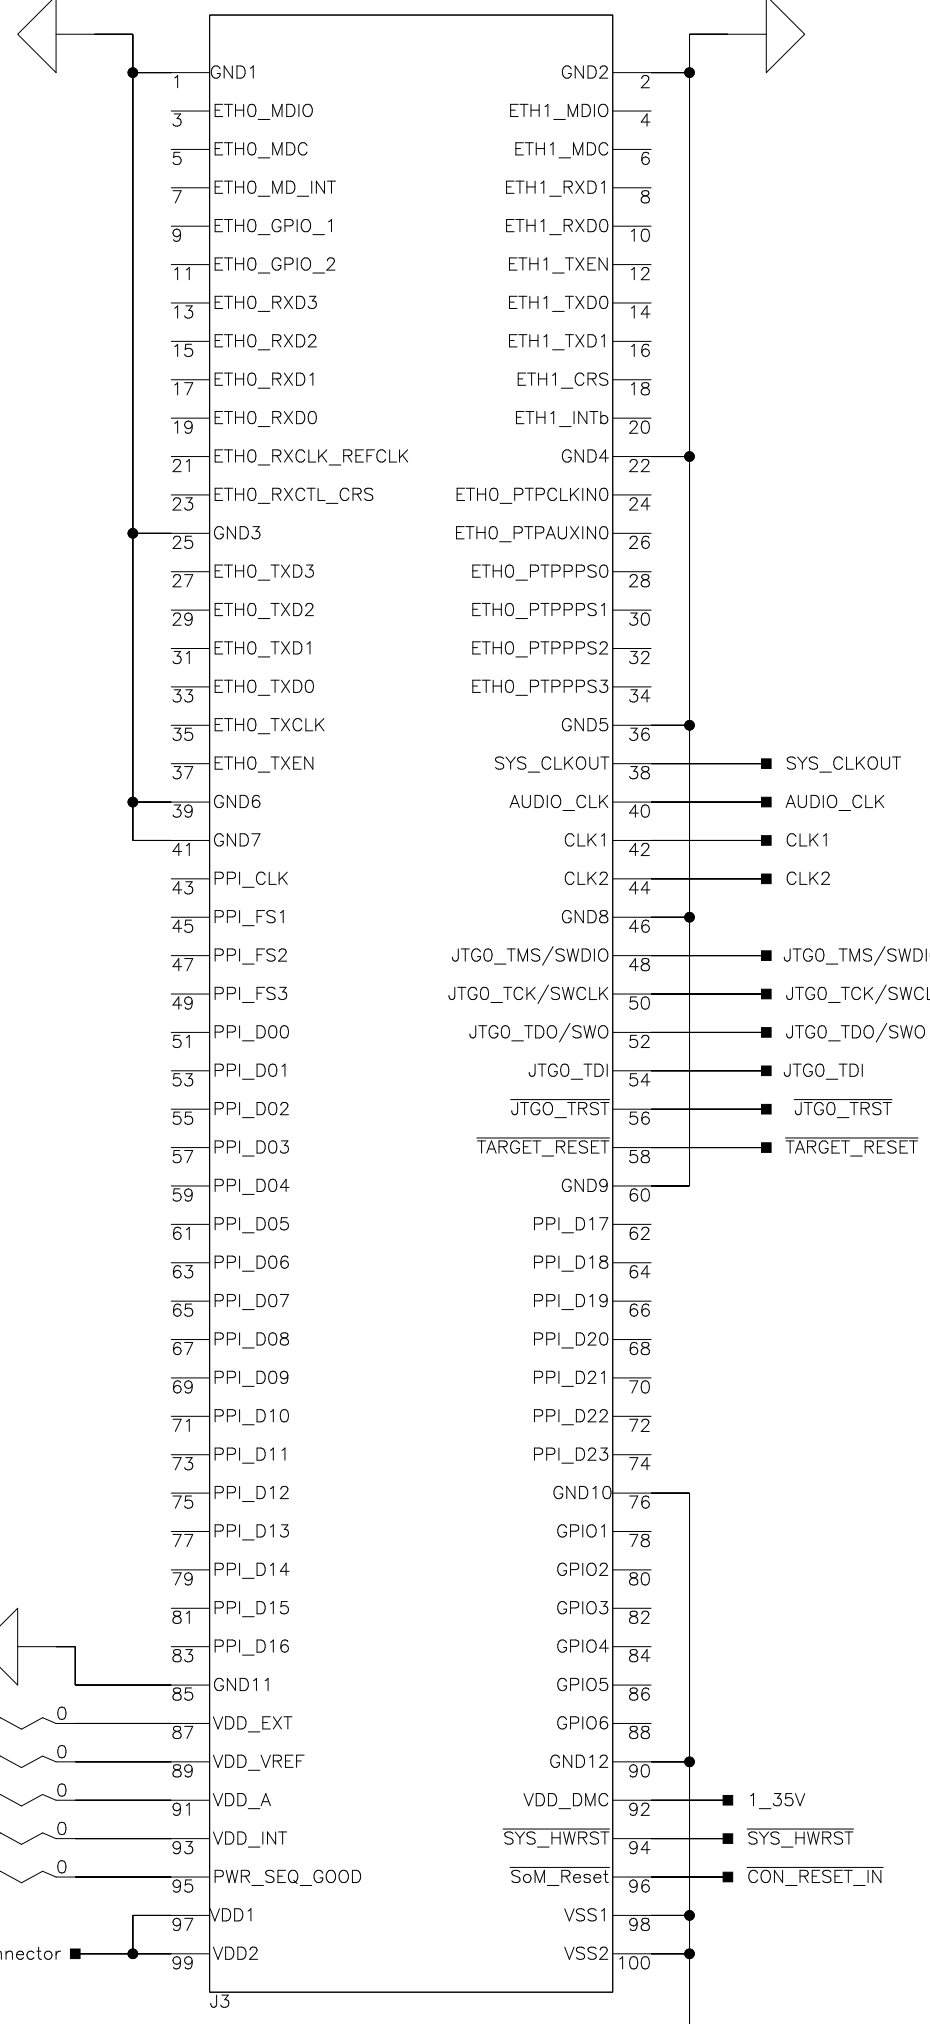 GND1 GND2
1 2
ETH0_MDIO ETH1_MDIO
3 4
ETH0_MDC ETH1_MDC
5 6
ETH0_MD_INT ETH1_RXD1
7 8
ETH0_GPIO_1 ETH1_RXD0
9 10
ETH0_GPIO_2 ETH1_TXEN
11 12
ETH0_RXD3 ETH1_TXD0
13 14
ETH0_RXD2 ETH1_TXD1
15 16
ETH0_RXD1 ETH1_CRS
17 18
ETH0_RXD0 ETH1_INTb
19 20
ETH0_RXCLK_REFCLK GND4
21 22
ETH0_RXCTL_CRS ETH0_PTPCLKIN0
23 24
GND3 ETH0_PTPAUXIN0
25 26
ETH0_TXD3 ETH0_PTPPPS0
27 28
ETH0_TXD2 ETH0_PTPPPS1
29 30
ETH0_TXD1 ETH0_PTPPPS2
31 32
ETH0_TXD0 ETH0_PTPPPS3
33 34
ETH0_TXCLK GND5
35 36
ETH0_TXEN SYS_CLKOUT SYS_CLKOUT
37 38
GND6 AUDIO_CLK AUDIO_CLK
39 40
GND7 CLK1 CLK1
41 42
PPI_CLK CLK2 CLK2
43 44
PPI_FS1 GND8
45 46
PPI_FS2 JTG0_TMS/SWDIO JTG0_TMS/SWDI
47 48
PPI_FS3 JTG0_TCK/SWCLK JTG0_TCK/SWCL
49 50
PPI_D00 JTG0_TDO/SWO JTG0_TDO/SWO
51 52
PPI_D01 JTG0_TDI JTG0_TDI
53 54
PPI_D02 JTG0_TRST JTG0_TRST
55 56
PPI_D03 TARGET_RESET TARGET_RESET
57 58
PPI_D04 GND9
59 60
PPI_D05 PPI_D17
61 62
PPI_D06 PPI_D18
63 64
PPI_D07 PPI_D19
65 66
PPI_D08 PPI_D20
67 68
PPI_D09 PPI_D21
69 70
PPI_D10 PPI_D22
71 72
PPI_D11 PPI_D23
73 74
PPI_D12 GND10
75 76
PPI_D13 GPIO1
77 78
PPI_D14 GPIO2
79 80
PPI_D15 GPIO3
81 82
PPI_D16 GPIO4
83 84
GND11 GPIO5
85 86
0 VDD_EXT GPIO6
87 88
0 VDD_VREF GND12
89 90
0 VDD_A VDD_DMC 1_35V
91 92
0 VDD_INT SYS_HWRST SYS_HWRST
93 94
0 PWR_SEQ_GOOD SoM_Reset CON_RESET_IN
95 96
VDD1 VSS1
97 98
nnector VDD2 VSS2
99 100
J3